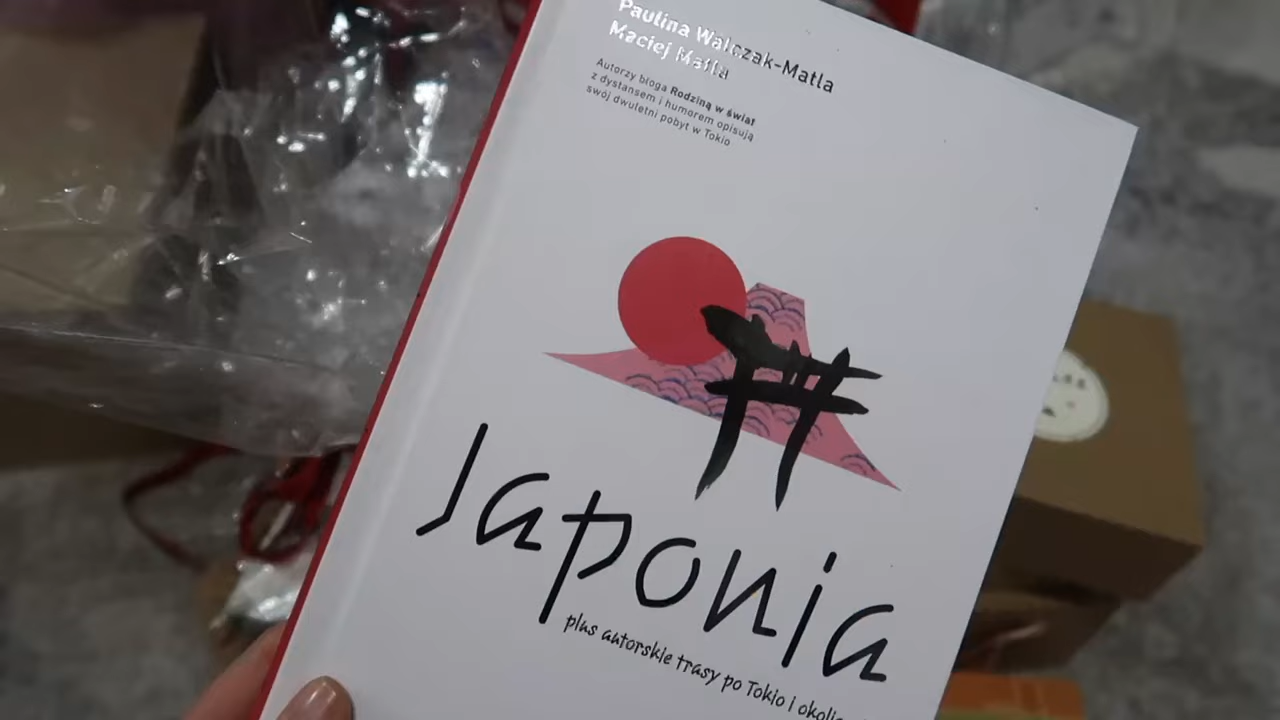 Paulina Walczak-Matla
Maciej Matla
Autorzy bloga Rodziną w świat
z dystansem i humorem opisują
swój dwuletni pobyt w Tokio
Japonia
plus autorskie trasy po Tokio i